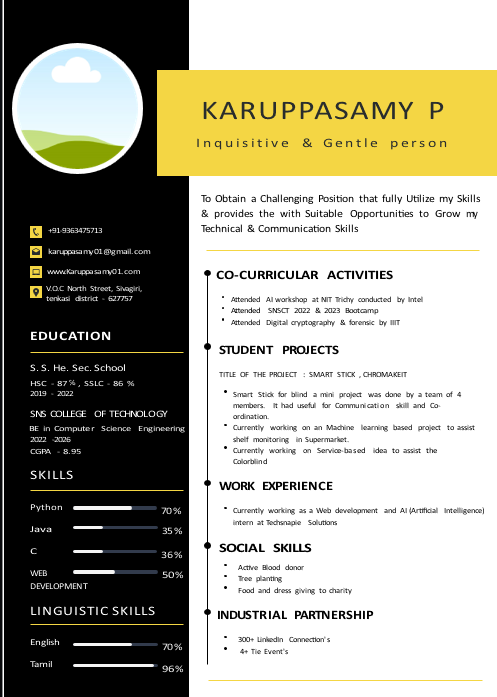 KARUPPASAMY P
Inquisitive & Gentle person
To Obtain a Challenging Position that fully Utilize my Skills
& provides the with Suitable Opportunities to Grow my
Technical & Communication Skills
+91-9363475713
karuppasamy01@gmail.com
www.Karuppasamy01.com
V.O.C North Street, Sivagiri,
tenkasi district - 627757
EDUCATION
S. S. He. Sec. School
HSC - 87 % , SSLC - 86 %
2019 - 2022
SNS COLLEGE OF TECHNOLOGY
BE in Computer Science Engineering
2022 -2026
CGPA - 8.95
SKILLS
Python 70%
Java 35%
C 36%
WEB 50%
DEVELOPMENT
LINGUISTIC SKILLS
English 70%
Tamil 96%
CO-CURRICULAR ACTIVITIES
• Attended AI workshop at NIT Trichy conducted by Intel
• Attended SNSCT 2022 & 2023 Bootcamp
• Attended Digital cryptography & forensic by IIIT
STUDENT PROJECTS
TITLE OF THE PROJECT : SMART STICK , CHROMAKEIT
• Smart Stick for blind a mini project was done by a team of 4
members. It had useful for Communication skill and Co-
ordination.
• Currently working on an Machine learning based project to assist
shelf monitoring in Supermarket.
• Currently working on Service-based idea to assist the
Colorblind
WORK EXPERIENCE
• Currently working as a Web development and AI (Artificial Intelligence)
intern at Techsnapie Solutions
SOCIAL SKILLS
• Active Blood donor
• Tree planting
• Food and dress giving to charity
INDUSTRIAL PARTNERSHIP
• 300+ LinkedIn Connection's
• 4+ Tie Event's